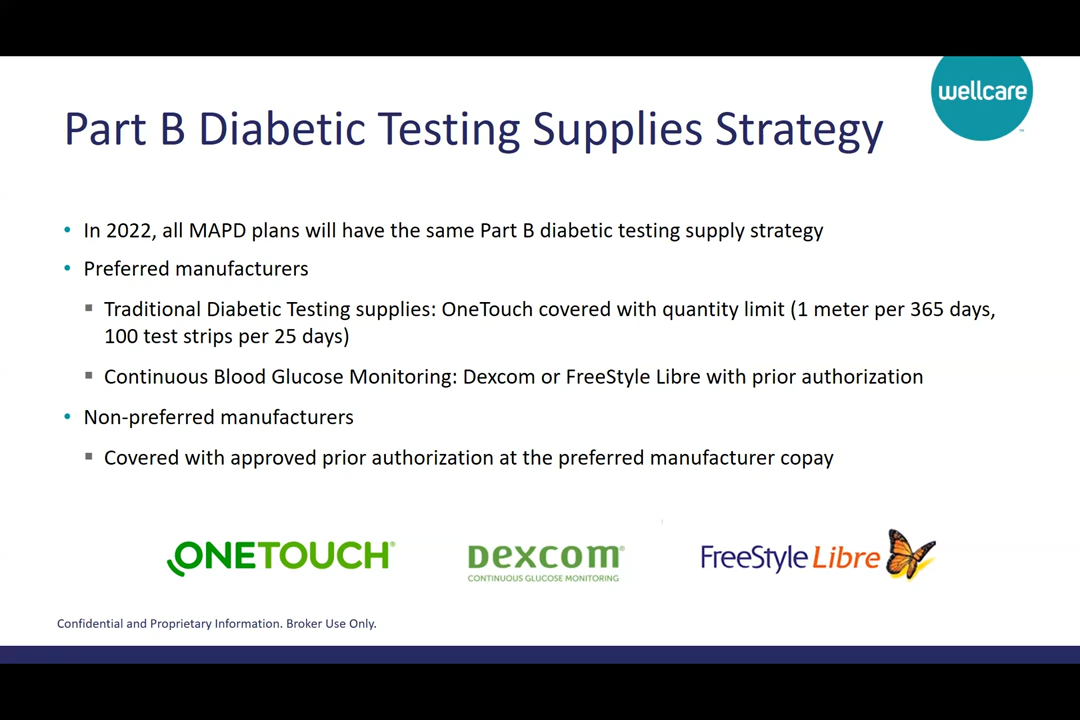 wellcare
Part B Diabetic Testing Supplies Strategy
• In 2022, all MAPD plans will have the same Part B diabetic testing supply strategy
• Preferred manufacturers
▪ Traditional Diabetic Testing supplies: OneTouch covered with quantity limit (1 meter per 365 days,
100 test strips per 25 days)
▪ Continuous Blood Glucose Monitoring: Dexcom or FreeStyle Libre with prior authorization
• Non-preferred manufacturers
▪ Covered with approved prior authorization at the preferred manufacturer copay
ONETOUCH®
Dexcom®
CONTINUOUS GLUCOSE MONITORING
FreeStyle Libre
Confidential and Proprietary Information. Broker Use Only.